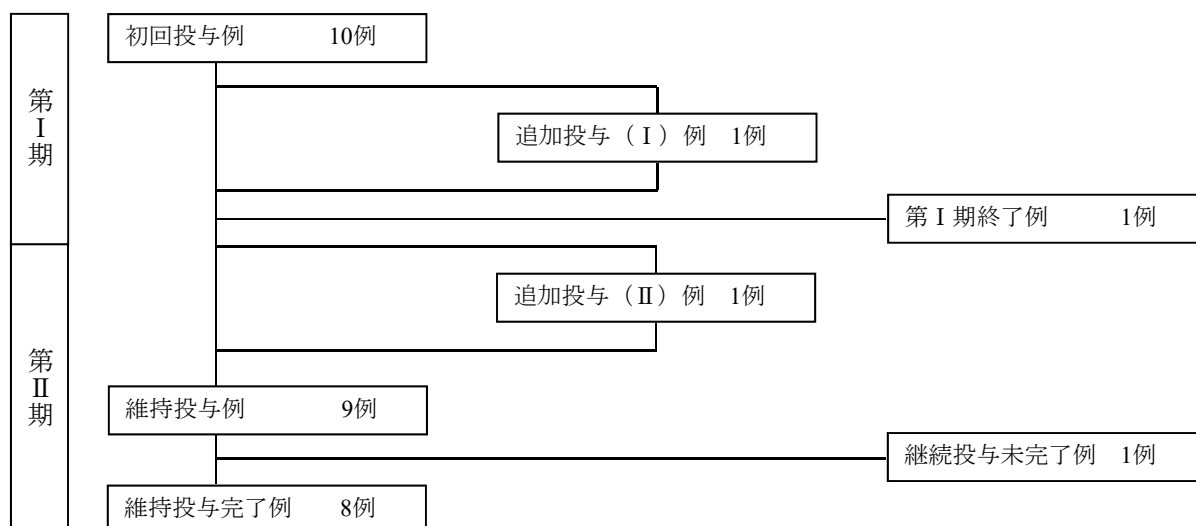 第Ⅰ期
初回投与例 10例
追加投与（Ⅰ）例 1例
第Ⅰ期終了例 1例
第Ⅱ期
追加投与（Ⅱ）例 1例
維持投与例 9例
継続投与未完了例 1例
維持投与完了例 8例